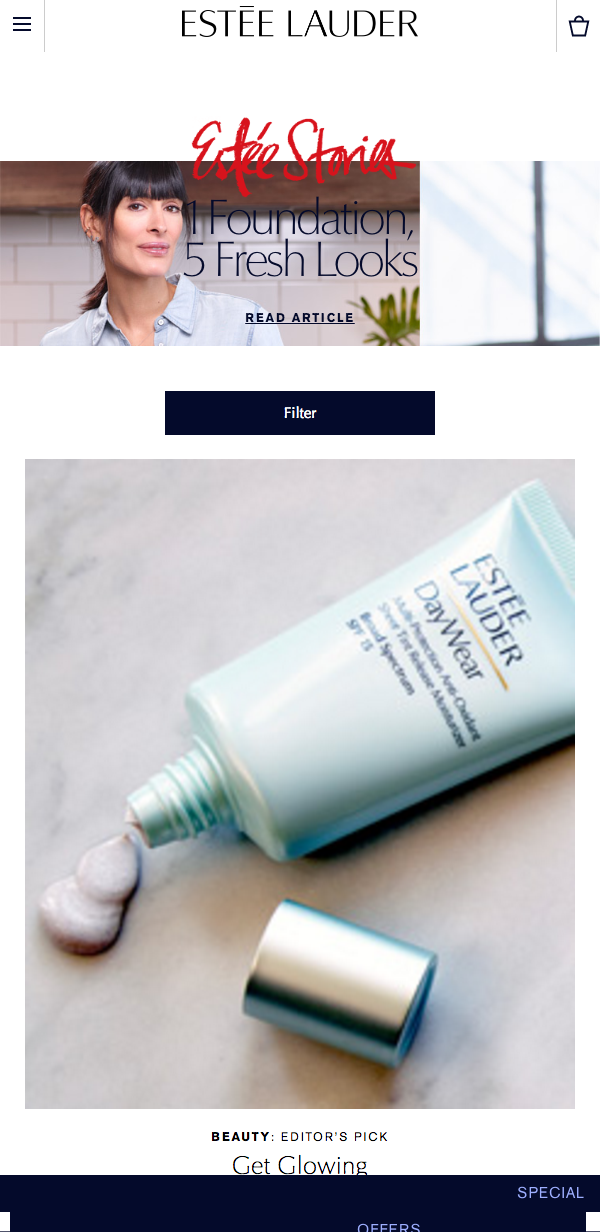 ESTĒE LAUDER
Estée Stories
1 Foundation,
5 Fresh Looks
READ ARTICLE
Filter
ESTĒE
LAUDER
DayWear
Multi-Protection Anti-Oxidant
Sheer Tint Release Moisturizer
Broad Spectrum
SPF 15
BEAUTY: EDITOR'S PICK
Get Glowing
SPECIAL
OFFERS